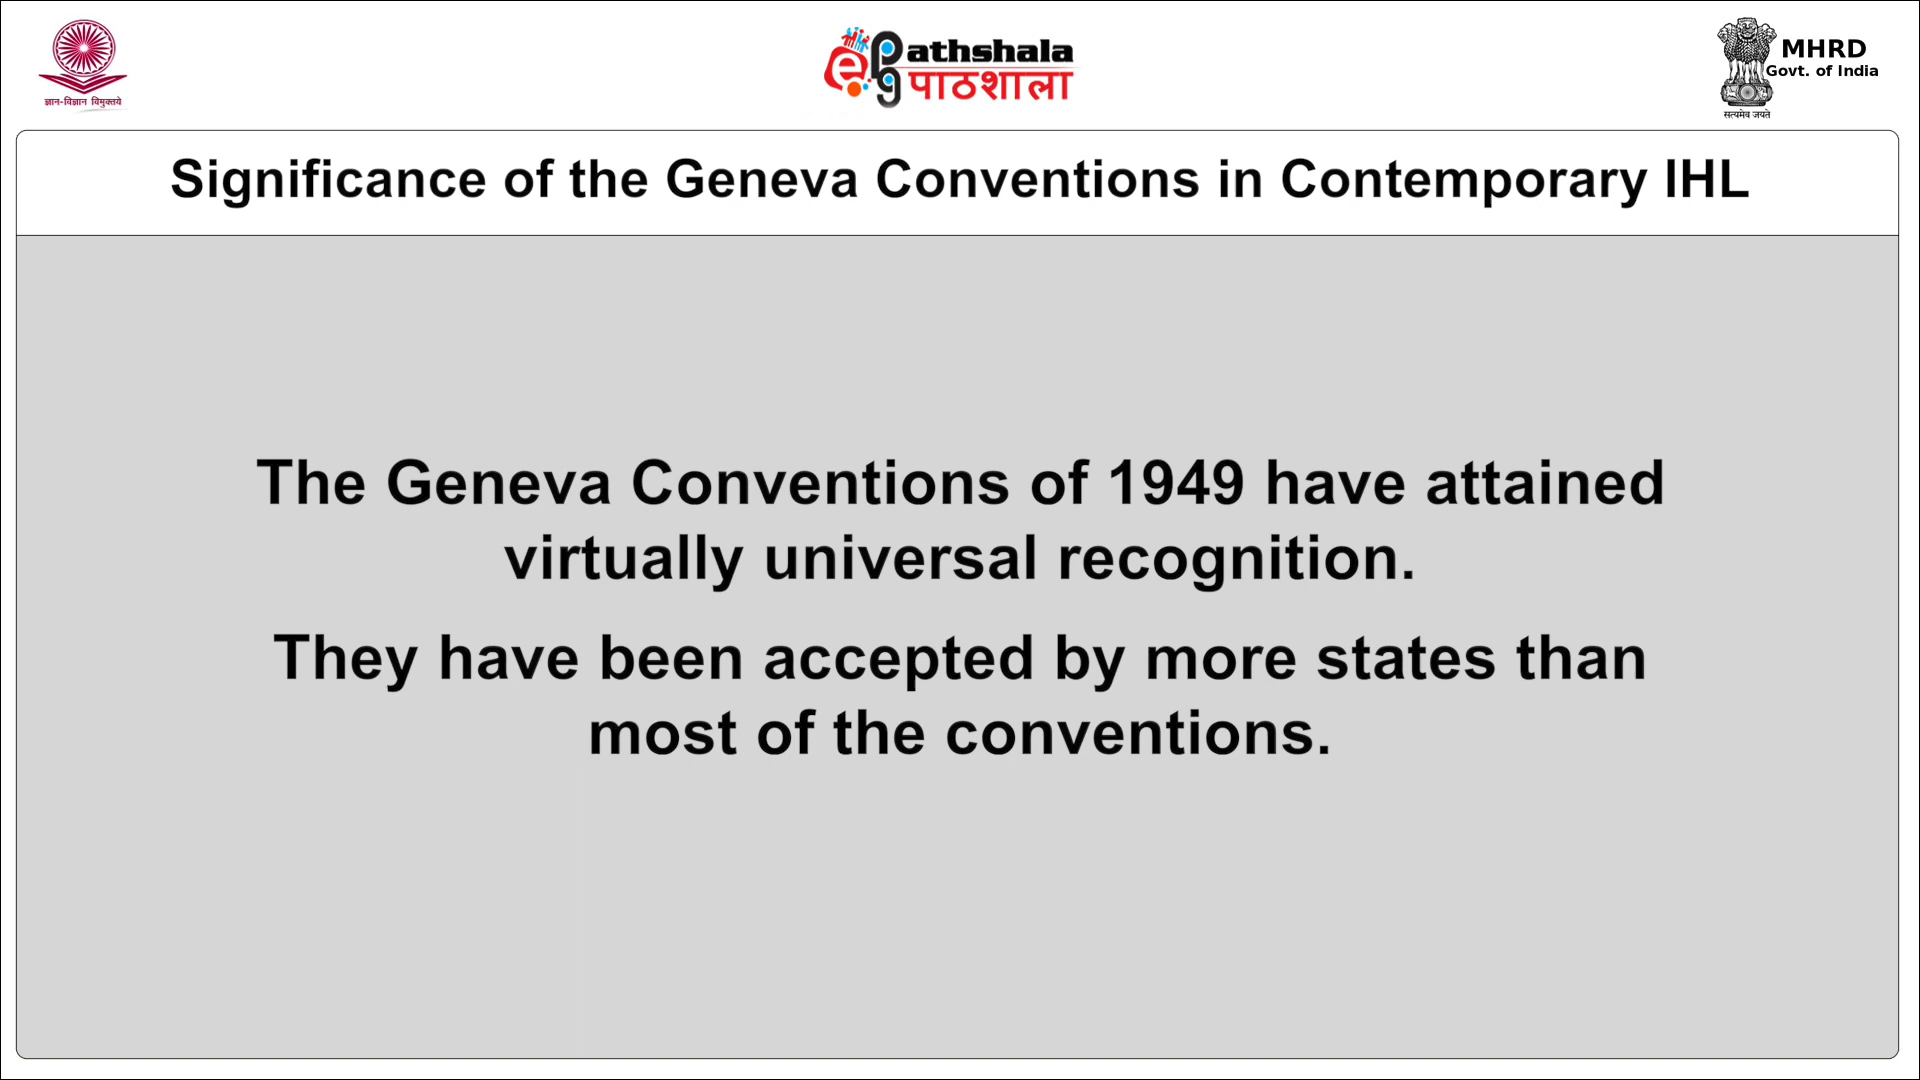 ज्ञान-विज्ञान विमुक्तये
ePathshala
पाठशाला
MHRD
Govt. of India
सत्यमेव जयते
Significance of the Geneva Conventions in Contemporary IHL
The Geneva Conventions of 1949 have attained
virtually universal recognition.
They have been accepted by more states than
most of the conventions.